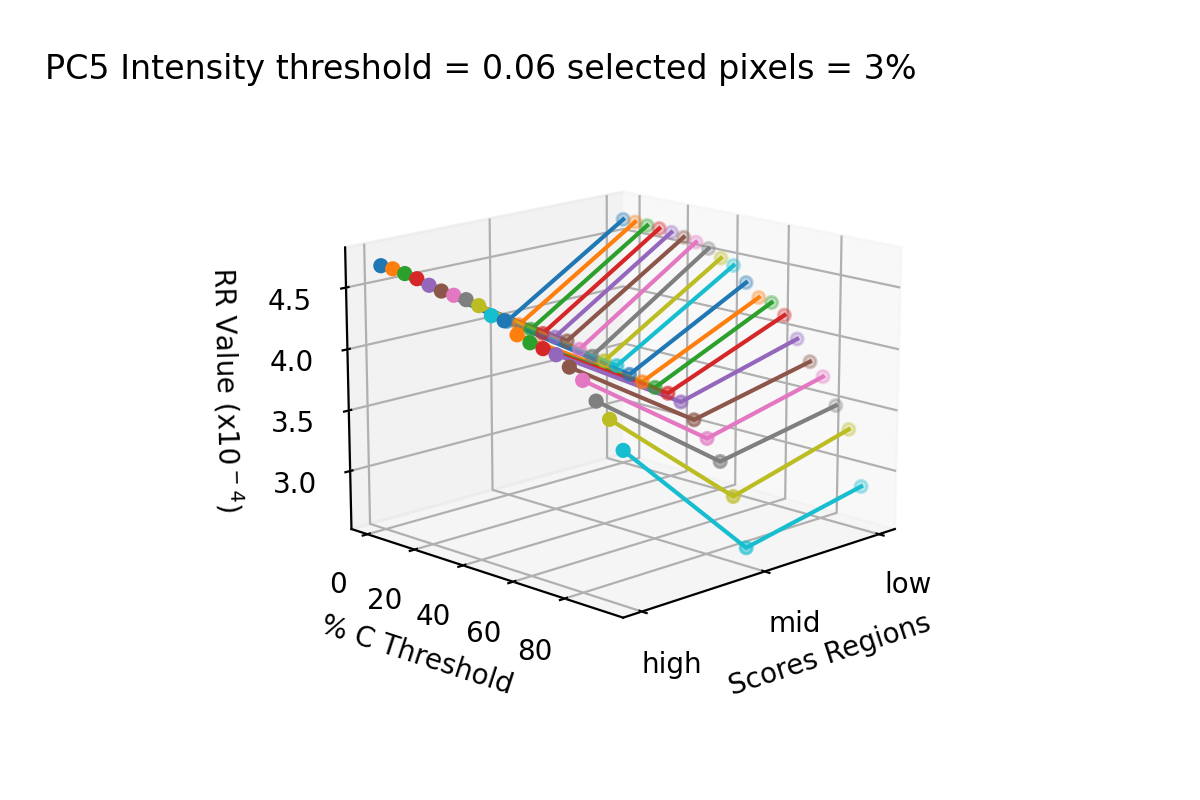 PC5 Intensity threshold = 0.06 selected pixels = 3%
RR Value (x10⁻⁴)
4.5
4.0
3.5
3.0
0
20
40
60
80
% C Threshold
low
mid
high
Scores Regions